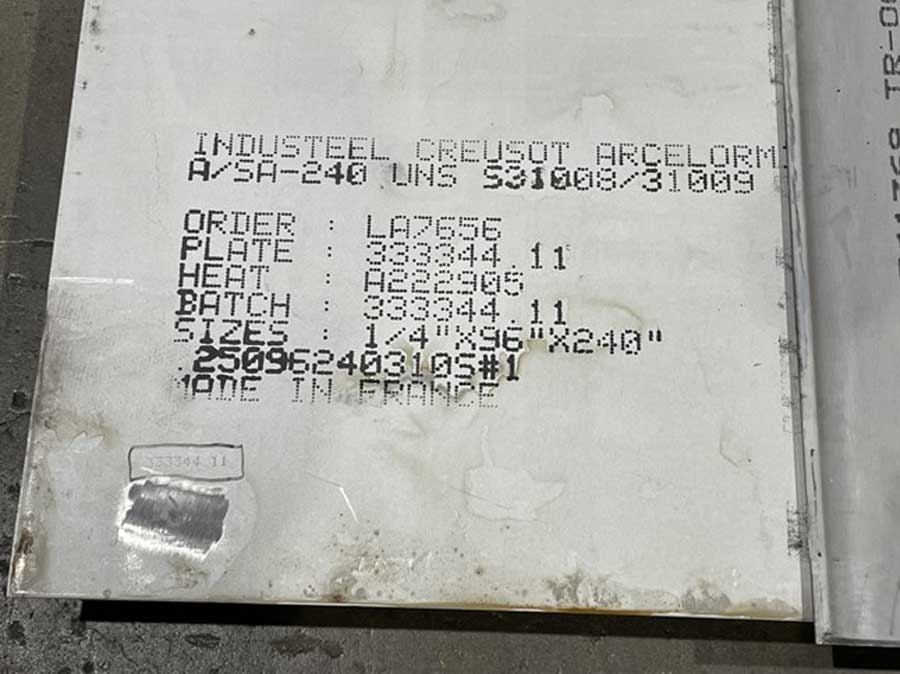 INDUSTEEL CREUSOT ARCELORM
A/SA-240 UNS S31008/31009
ORDER : LA7656
PLATE : 333344.11
HEAT : A222905
BATCH : 333344.11
SIZES : 1/4"X96"X240"
.25096240310S#1
MADE IN FRANCE
333344 11